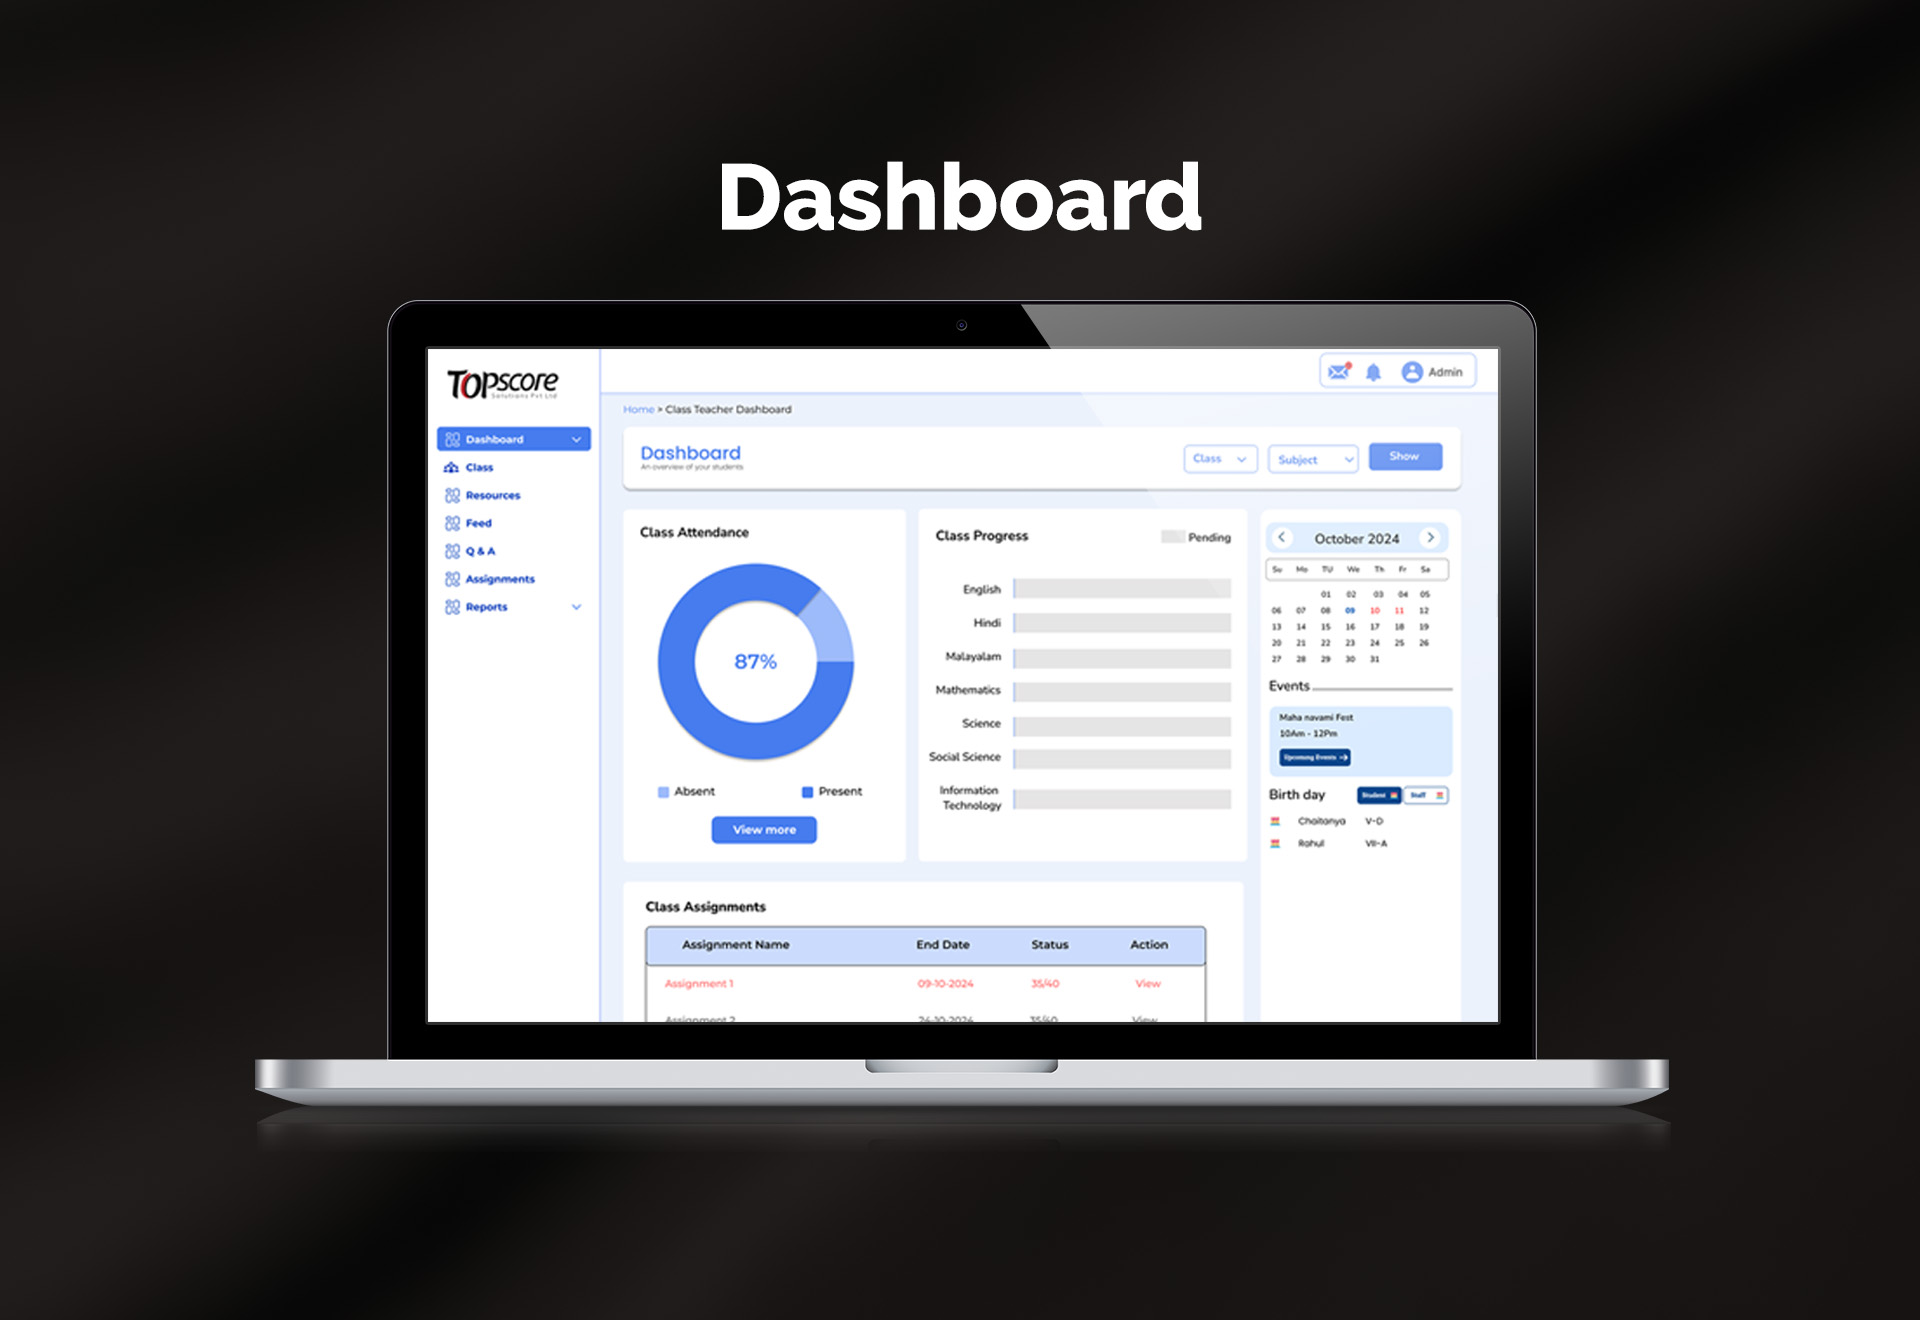 Dashboard
Topscore
Solutions Pvt Ltd
Admin
Dashboard
Class
Resources
Feed
Q & A
Assignments
Reports
Home > Class Teacher Dashboard
Dashboard
An overview of your students
Class
Subject
Show
Class Attendance
87%
Absent
Present
View more
Class Progress
Pending
English
Hindi
Malayalam
Mathematics
Science
Social Science
Information
Technology
October 2024
Su Mo TU We Th Fr Sa
01 02 03 04 05
06 07 08 09 10 11 12
13 14 15 16 17 18 19
20 21 22 23 24 25 26
27 28 29 30 31
Events
Maha navami Fest
10Am - 12Pm
Upcoming Events
Birth day
Student
Staff
Chaitanya V-D
Rahul VII-A
Class Assignments
Assignment Name End Date Status Action
Assignment 1 09-10-2024 35/40 View
Assignment 2 24-10-2024 35/40 View